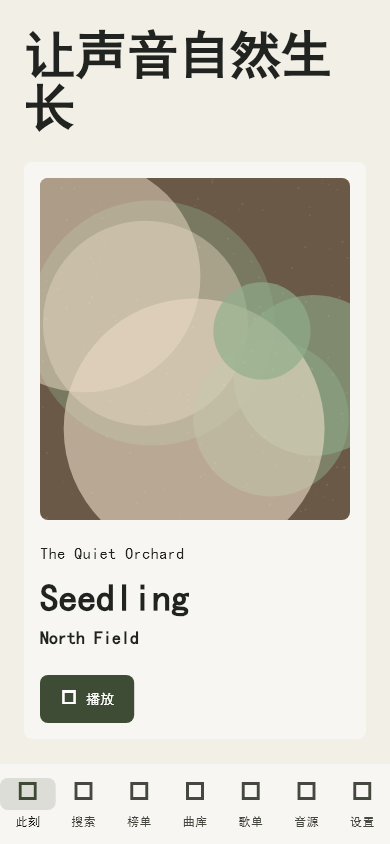 让声音自然生
长
The Quiet Orchard
Seedling
North Field
播放
此刻 搜索 榜单 曲库 歌单 音源 设置